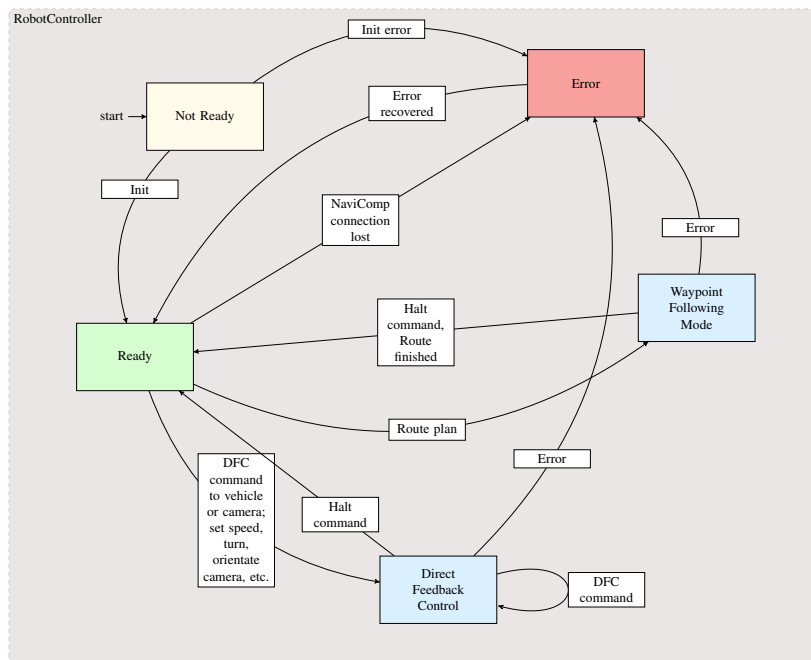 RobotController
Init error
Error
Error
recovered
start
Not Ready
Init
NaviComp
connection
lost
Error
Waypoint
Following
Mode
Halt
command,
Route
finished
Ready
Route plan
Error
DFC
command
to vehicle
or camera;
set speed,
turn,
orientate
camera, etc.
Halt
command
Direct
Feedback
Control
DFC
command